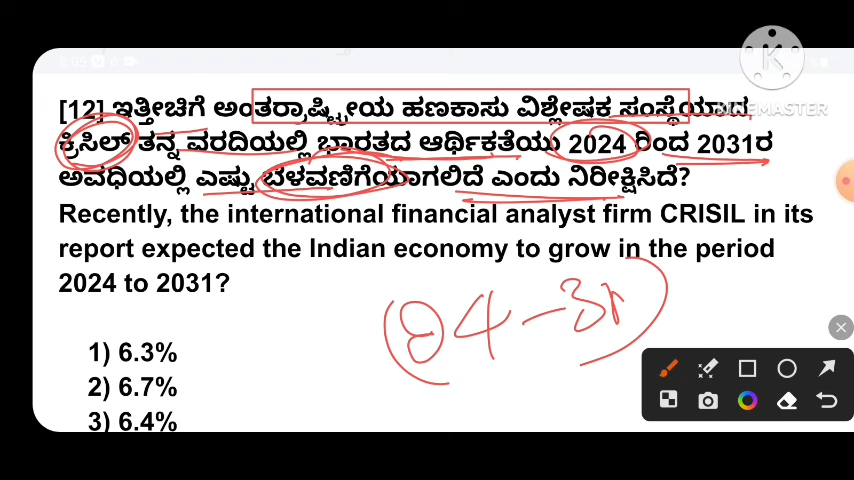 [12] ಇತ್ತೀಚಿಗೆ ಅಂತರ್ರಾಷ್ಟ್ರೀಯ ಹಣಕಾಸು ವಿಶ್ಲೇಷಕ ಸಂಸ್ಥೆಯಾದ
ಕ್ರಿಸಿಲ್ ತನ್ನ ವರದಿಯಲ್ಲಿ ಭಾರತದ ಆರ್ಥಿಕತೆಯು 2024 ರಿಂದ 2031ರ
ಅವಧಿಯಲ್ಲಿ ಎಷ್ಟು ಬೆಳವಣಿಗೆಯಾಗಲಿದೆ ಎಂದು ನಿರೀಕ್ಷಿಸಿದೆ?
Recently, the international financial analyst firm CRISIL in its
report expected the Indian economy to grow in the period
2024 to 2031?
24-31
1) 6.3%
2) 6.7%
3) 6.4%